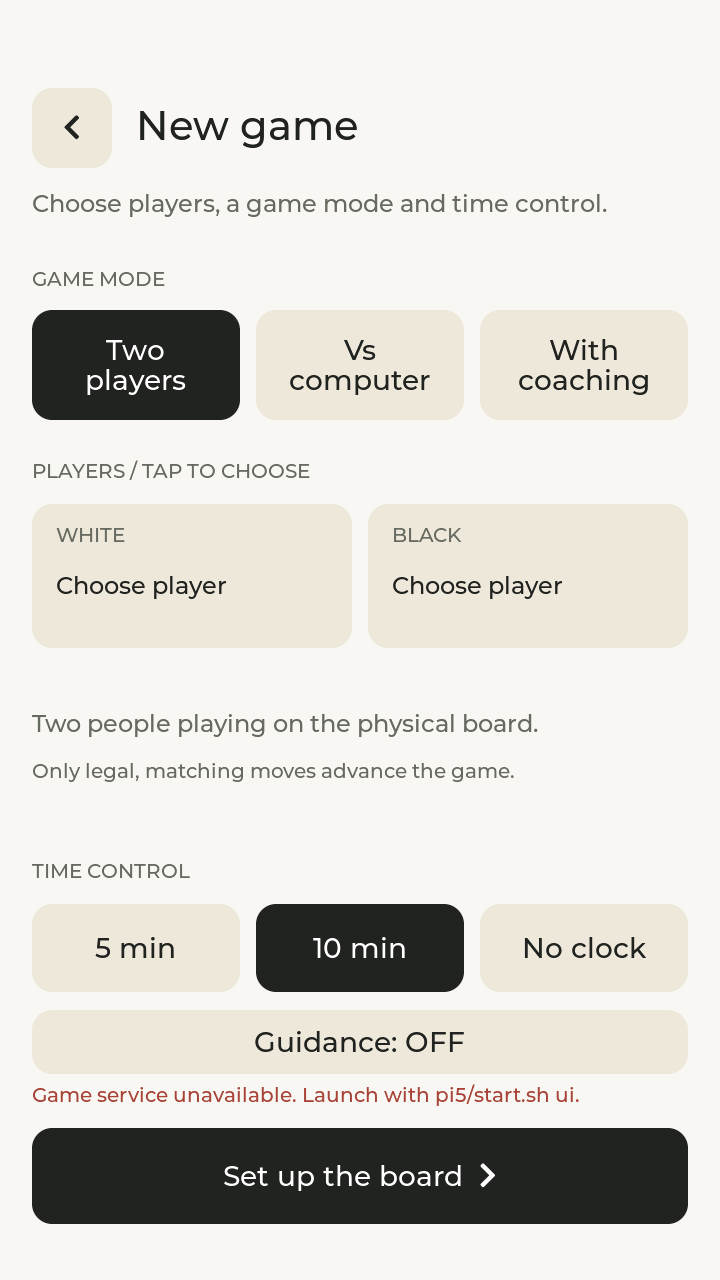 New game
Choose players, a game mode and time control.
GAME MODE
Two
players
Vs
computer
With
coaching
PLAYERS / TAP TO CHOOSE
WHITE
Choose player
BLACK
Choose player
Two people playing on the physical board.
Only legal, matching moves advance the game.
TIME CONTROL
5 min
10 min
No clock
Guidance: OFF
Game service unavailable. Launch with pi5/start.sh ui.
Set up the board